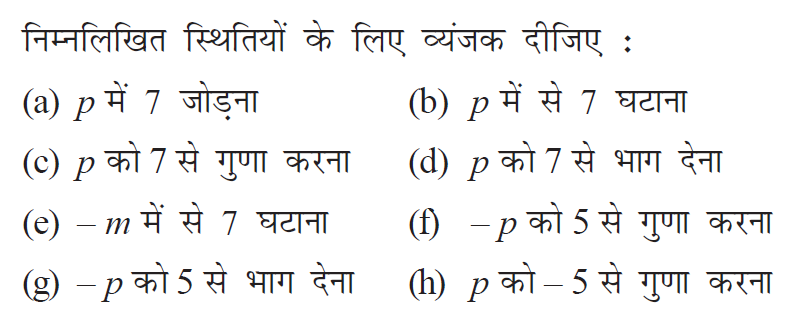 निम्नलिखित स्थितियों के लिए व्यंजक दीजिए :
(a) p में 7 जोड़ना (b) p में से 7 घटाना
(c) p को 7 से गुणा करना (d) p को 7 से भाग देना
(e) – m में से 7 घटाना (f) – p को 5 से गुणा करना
(g) – p को 5 से भाग देना (h) p को – 5 से गुणा करना